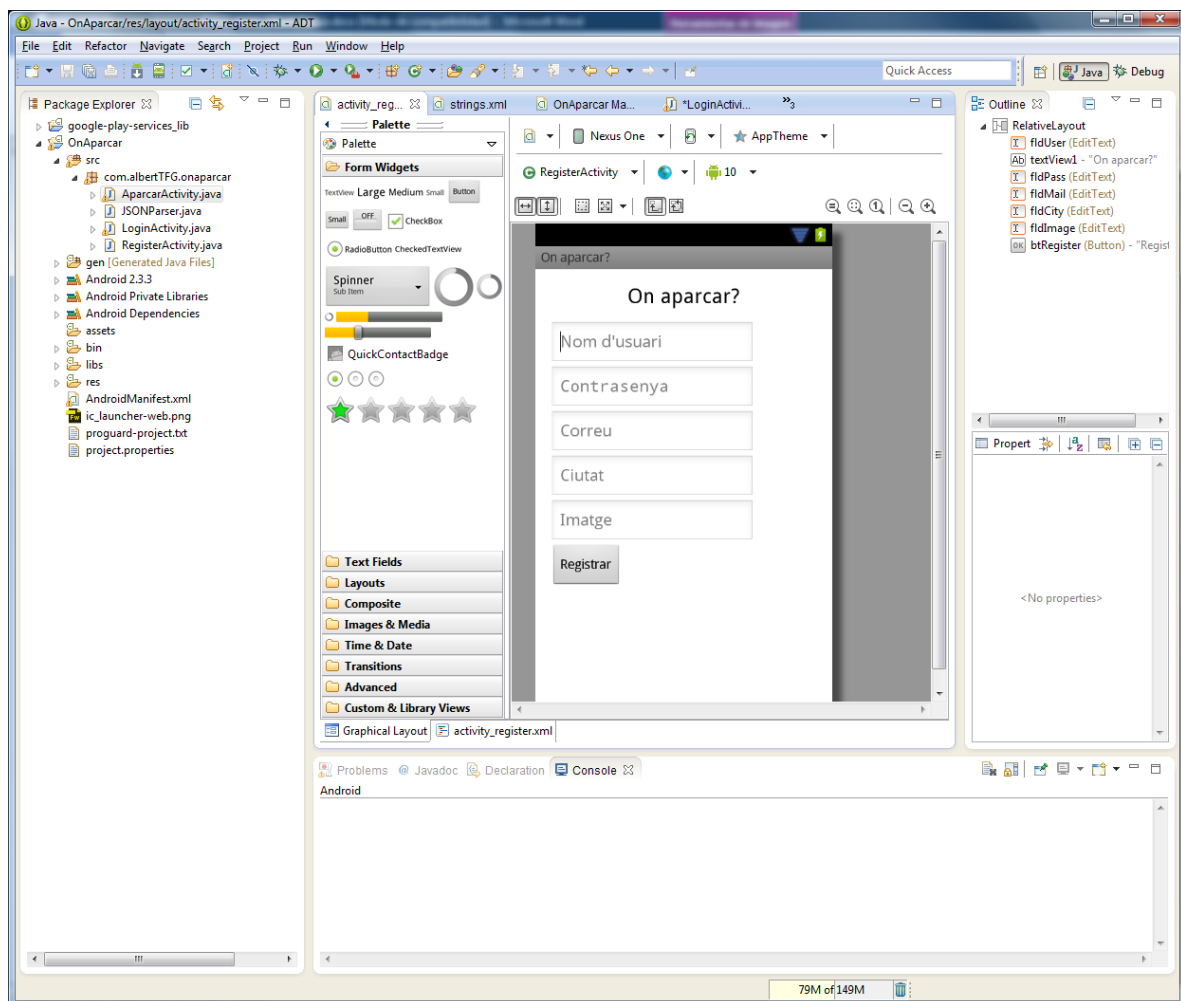 Java - OnAparcar/res/layout/activity_register.xml - ADT
File Edit Refactor Navigate Search Project Run Window Help
Quick Access
Java
Debug
Package Explorer
google-play-services_lib
OnAparcar
src
com.albertTFG.onaparcar
AparcarActivity.java
JSONParser.java
LoginActivity.java
RegisterActivity.java
gen [Generated Java Files]
Android 2.3.3
Android Private Libraries
Android Dependencies
assets
bin
libs
res
AndroidManifest.xml
ic_launcher-web.png
proguard-project.txt
project.properties
activity_reg... strings.xml OnAparcar Ma... *LoginActivi... »3
Palette
Palette
Form Widgets
TextView Large Medium Small Button
Small OFF CheckBox
RadioButton CheckedTextView
Spinner
Sub Item
QuickContactBadge
Text Fields
Layouts
Composite
Images & Media
Time & Date
Transitions
Advanced
Custom & Library Views
Nexus One AppTheme
RegisterActivity 10
On aparcar?
On aparcar?
Nom d'usuari
Contrasenya
Correu
Ciutat
Imatge
Registrar
Graphical Layout activity_register.xml
Outline
RelativeLayout
fldUser (EditText)
textView1 - "On aparcar?"
fldPass (EditText)
fldMail (EditText)
fldCity (EditText)
fldImage (EditText)
btRegister (Button) - "Regist
Propert
<No properties>
Problems Javadoc Declaration Console
Android
79M of 149M